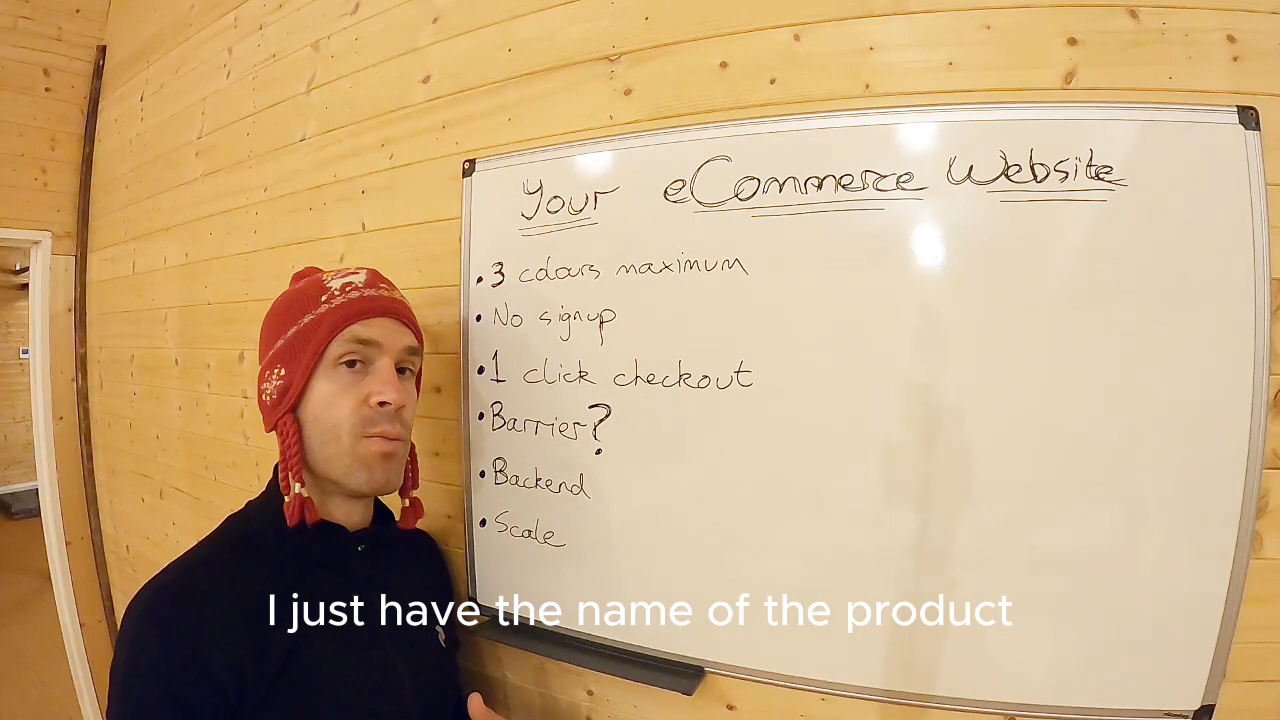 Your eCommerce Website
• 3 colours maximum
• No signup
• 1 click checkout
• Barrier?
• Backend
• Scale
I just have the name of the product